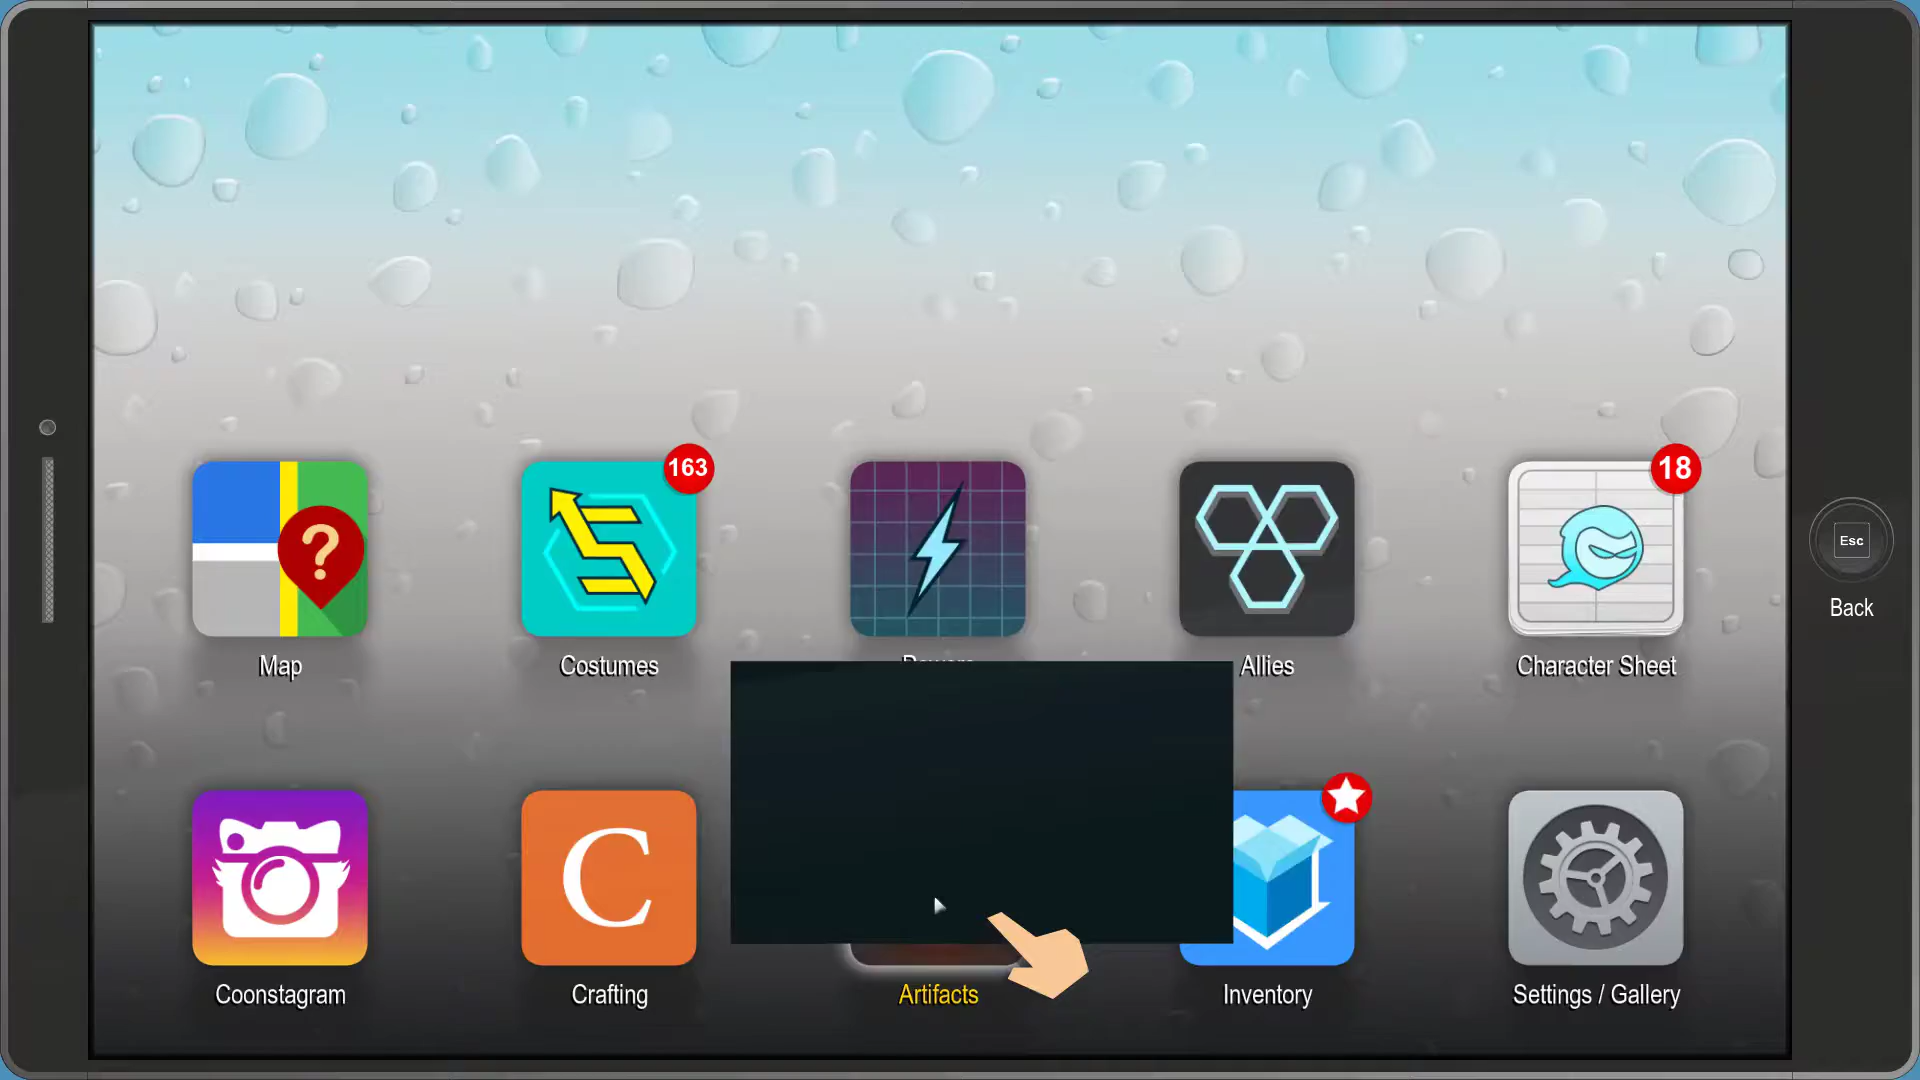 163
18
?
Esc
Back
Map
Costumes
Allies
Character Sheet
C
Coonstagram
Crafting
Artifacts
Inventory
Settings / Gallery